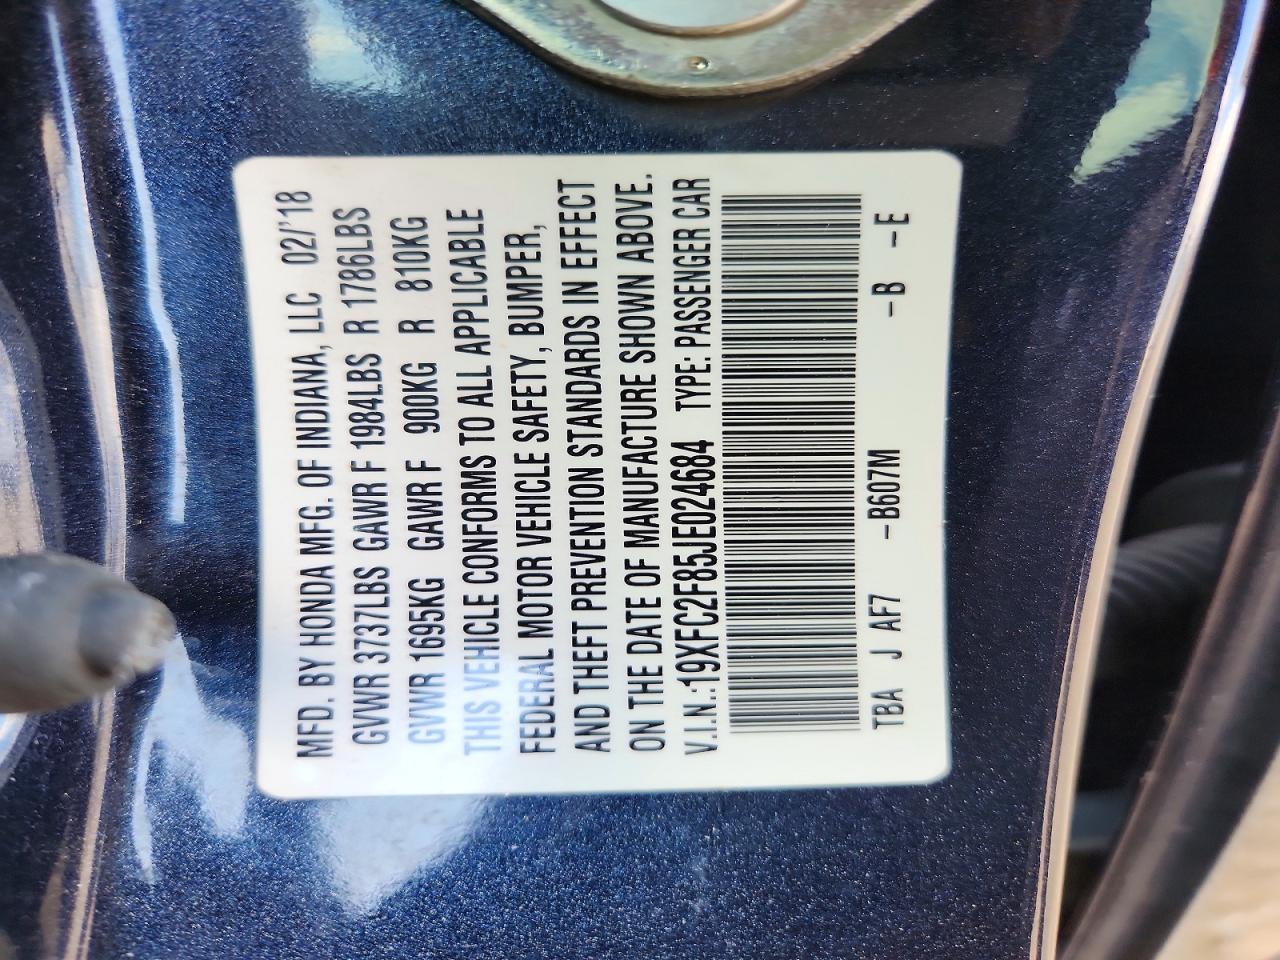 MFD. BY HONDA MFG. OF INDIANA, LLC 02/'18
GVWR 3737LBS GAWR F 1984LBS R 1786LBS
GVWR 1695KG GAWR F 900KG R 810KG
THIS VEHICLE CONFORMS TO ALL APPLICABLE
FEDERAL MOTOR VEHICLE SAFETY, BUMPER,
AND THEFT PREVENTION STANDARDS IN EFFECT
ON THE DATE OF MANUFACTURE SHOWN ABOVE.
V.I.N.:19XFC2F85JE024684 TYPE: PASSENGER CAR
TBA J AF7 -B607M -B -E